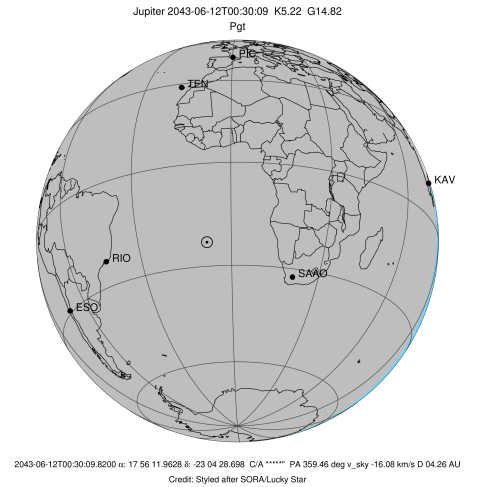 Jupiter 2043-06-12T00:30:09 K5.22 G14.82
Pgt
PIC
TEN
KAV
RIO
SAAO
ESO
2043-06-12T00:30:09.8200 α: 17 56 11.9628 δ: -23 04 28.698 C/A *****" PA 359.46 deg v_sky -16.08 km/s D 04.26 AU
Credit: Styled after SORA/Lucky Star